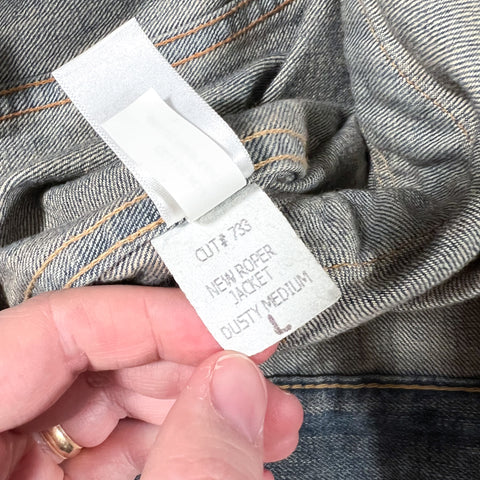 CUT# 733
NEW ROPER
JACKET
DUSTY MEDIUM
L